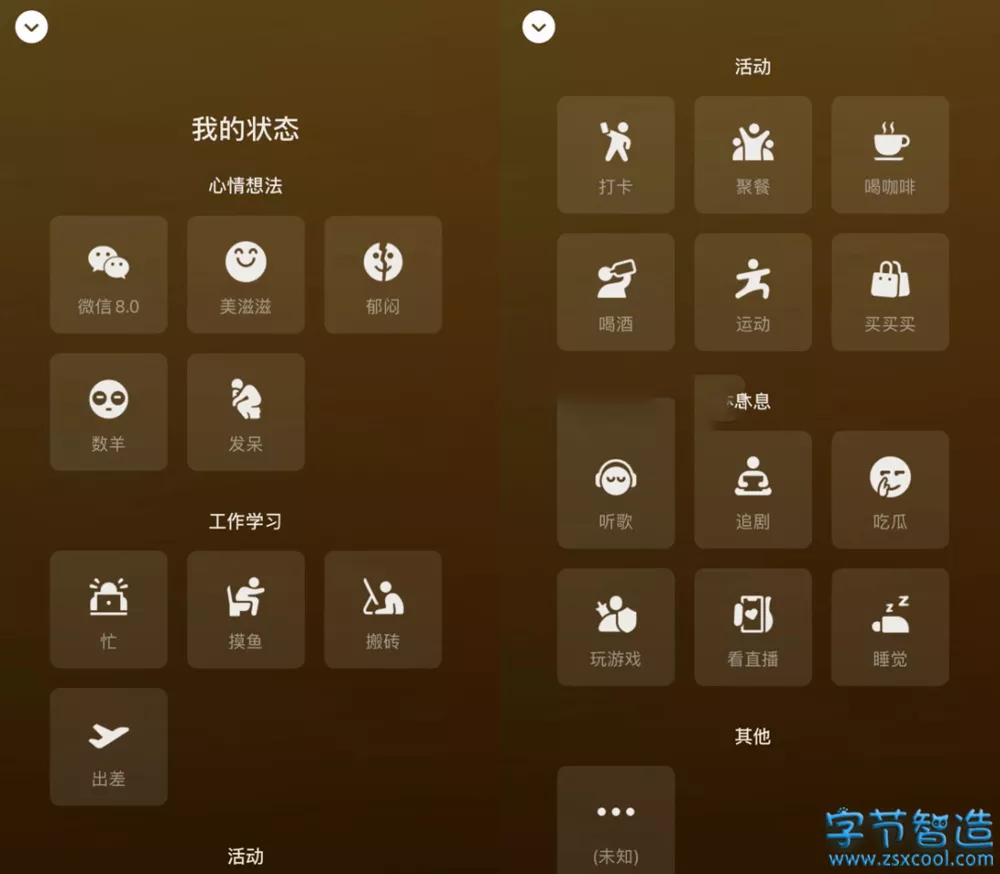 我的状态
心情想法
微信8.0
美滋滋
郁闷
数羊
发呆
工作学习
忙
摸鱼
搬砖
出差
活动
活动
打卡
聚餐
喝咖啡
喝酒
运动
买买买
听歌
追剧
吃瓜
玩游戏
看直播
睡觉
其他
(未知)
字节智造
www.zsxcool.com